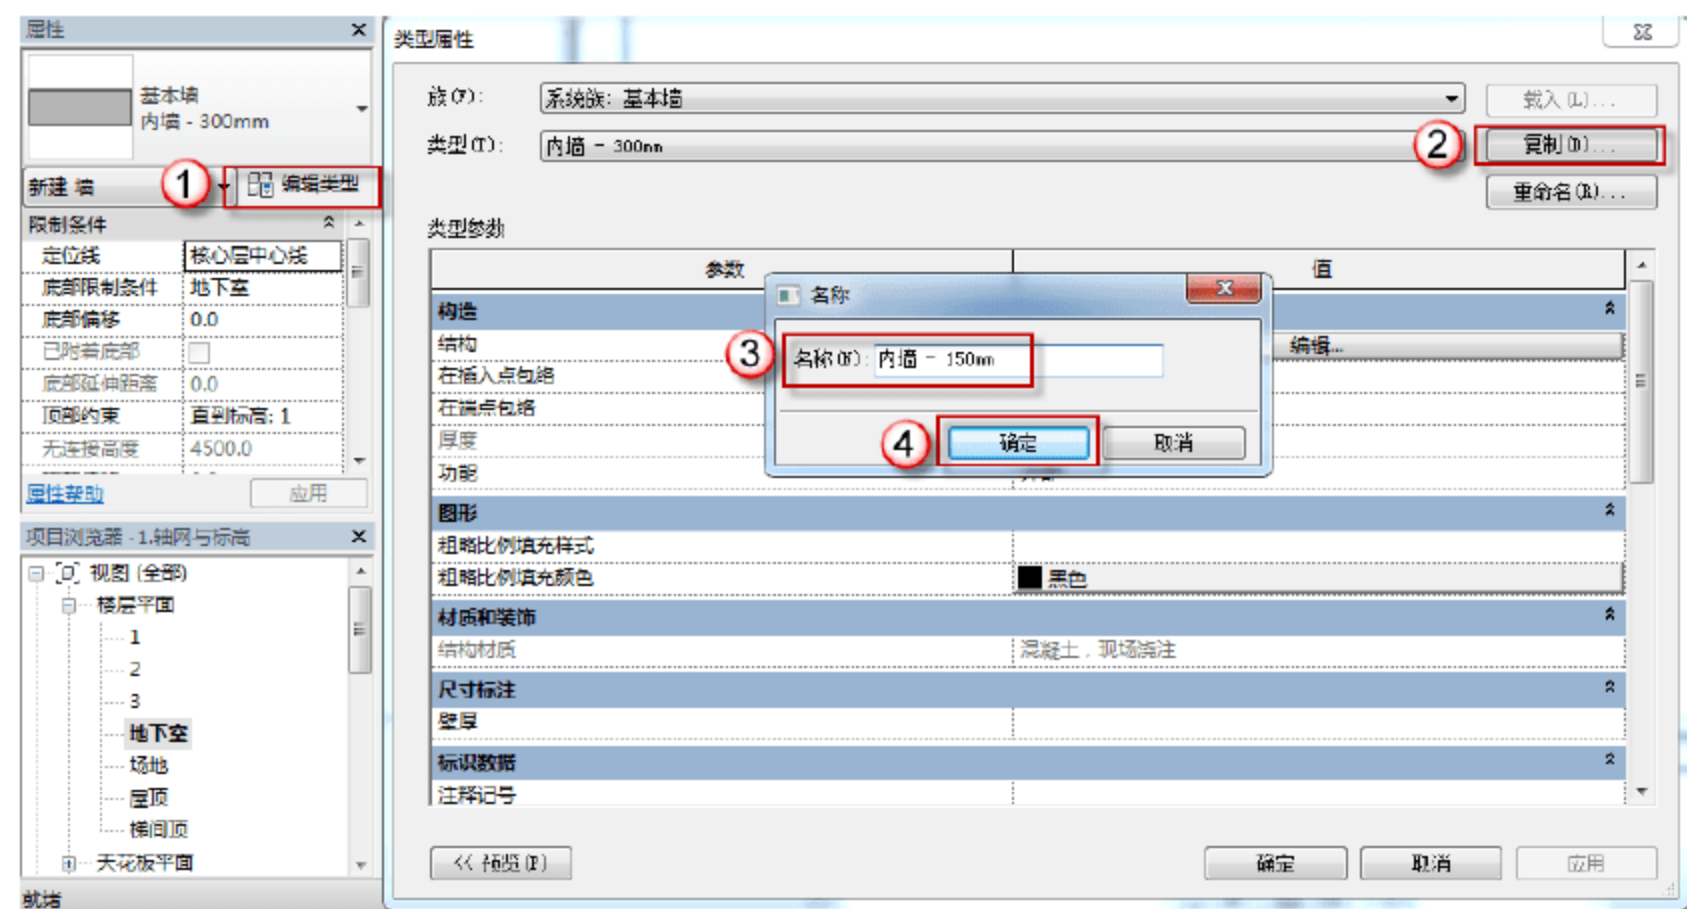 属性
基本墙
内墙 - 300mm
新建 墙
① 编辑类型
限制条件
定位线 核心层中心线
底部限制条件 地下室
底部偏移 0.0
已附着底部
底部延伸距离 0.0
顶部约束 直到标高: 1
无连接高度 4500.0
属性帮助 应用
项目浏览器 - 1.轴网与标高
视图 (全部)
楼层平面
1
2
3
地下室
场地
屋顶
梯间顶
天花板平面
就绪
类型属性
族(F): 系统族: 基本墙 载入(L)...
类型(T): 内墙 - 300mm ② 复制(D)...
重命名(R)...
类型参数
参数 值
构造
结构 编辑...
在插入点包络
在端点包络
厚度
功能
图形
粗略比例填充样式
粗略比例填充颜色 黑色
材质和装饰
结构材质 混凝土，现场浇注
尺寸标注
壁厚
标识数据
注释记号
名称
③ 名称(N): 内墙 - 150mm
④ 确定 取消
<< 预览(P) 确定 取消 应用